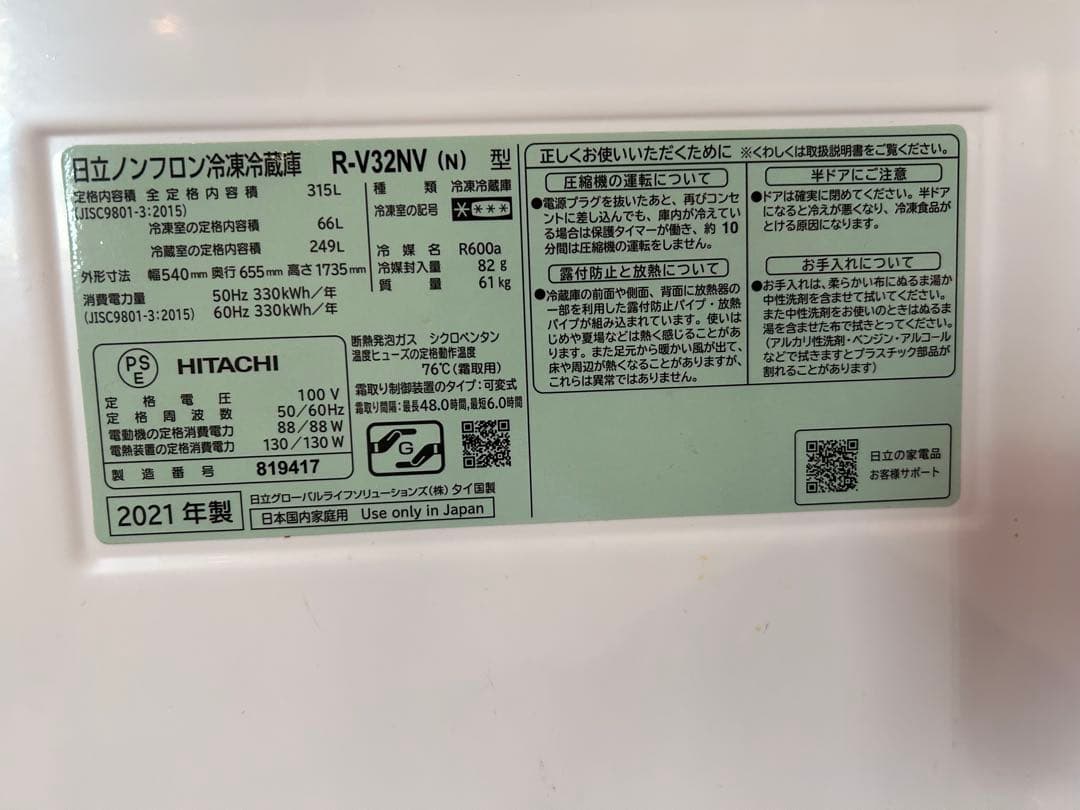 日立ノンフロン冷凍冷蔵庫 R-V32NV (N) 型
定格内容積 全定格内容積 315L
(JISC9801-3:2015)
冷凍室の定格内容積 66L
冷蔵室の定格内容積 249L
外形寸法 幅540mm 奥行655mm 高さ1735mm
消費電力量 50Hz 330kWh/年
(JISC9801-3:2015) 60Hz 330kWh/年
種類 冷凍冷蔵庫
冷凍室の記号 ****
冷媒名 R600a
冷媒封入量 82g
質量 61kg
PS
E
HITACHI
定格電圧 100V
定格周波数 50/60Hz
電動機の定格消費電力 88/88W
電熱装置の定格消費電力 130/130W
製造番号 819417
断熱発泡ガス シクロペンタン
温度ヒューズの定格動作温度
76℃(霜取用)
霜取り制御装置のタイプ:可変式
霜取り間隔:最長48.0時間,最短6.0時間
G
2021年製
日立グローバルライフソリューションズ(株) タイ国製
日本国内家庭用 Use only in Japan
正しくお使いいただくために ※くわしくは取扱説明書をご覧ください。
圧縮機の運転について
●電源プラグを抜いたあと、再びコンセ
ントに差し込んでも、庫内が冷えてい
る場合は保護タイマーが働き、約10
分間は圧縮機の運転をしません。
露付防止と放熱について
●冷蔵庫の前面や側面、背面に放熱器の
一部を利用した露付防止パイプ・放熱
パイプが組み込まれています。使いは
じめや夏場などは熱く感じることがあ
ります。また足元から暖かい風が出て、
床や周辺が熱くなることがありますが、
これらは異常ではありません。
半ドアにご注意
●ドアは確実に閉めてください。半ドア
になると冷えが悪くなり、冷凍食品が
とける原因になります。
お手入れについて
●お手入れは、柔らかい布にぬるま湯か
中性洗剤を含ませて拭いてください。
また中性洗剤をお使いのときはぬるま
湯を含ませた布で拭きとってください。
(アルカリ性洗剤・ベンジン・アルコール
などで拭きますとプラスチック部品が
割れることがあります)
日立の家電品
お客様サポート